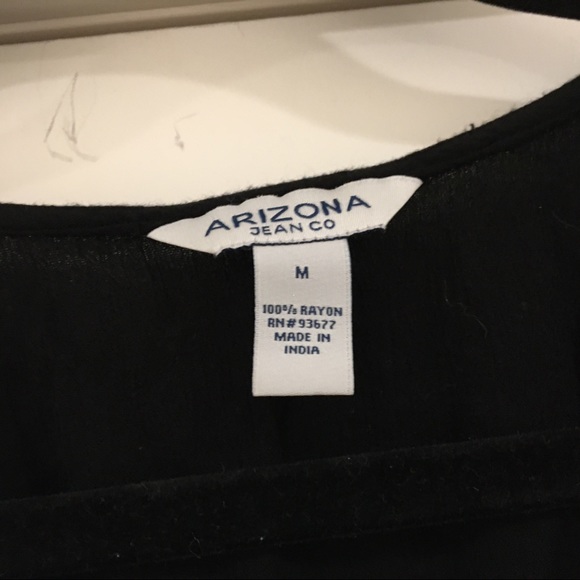 ARIZONA
JEAN CO
M
100% RAYON
RN#93677
MADE IN
INDIA